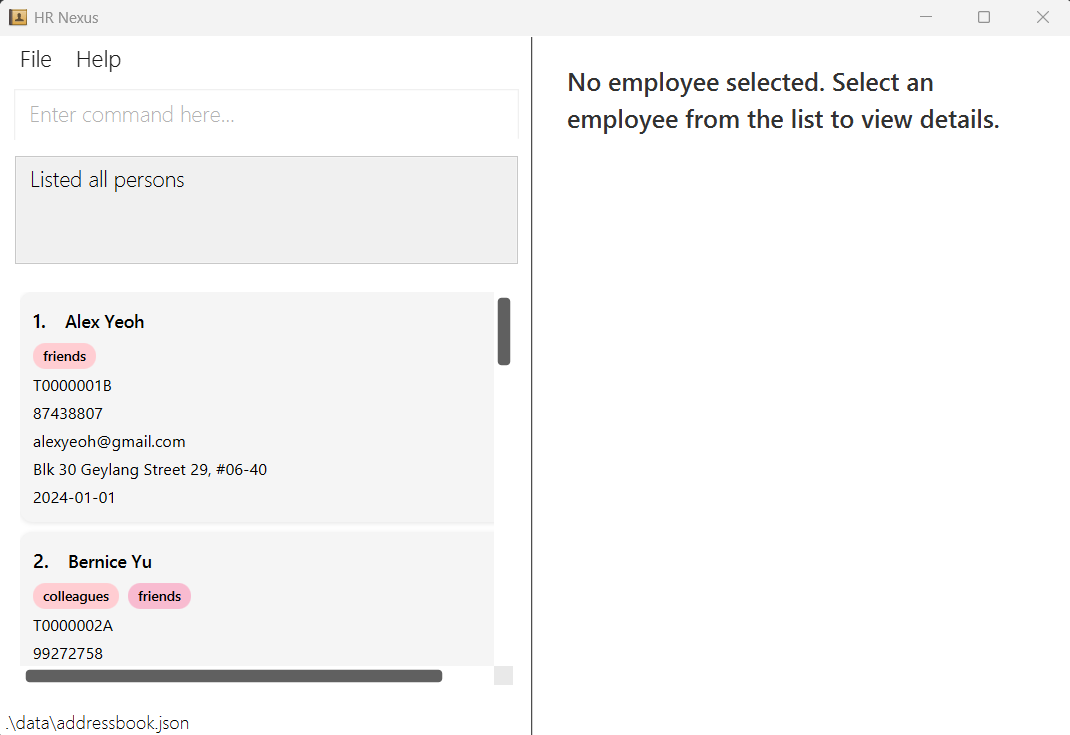 HR Nexus
File Help
Enter command here...
Listed all persons
1. Alex Yeoh
friends
T0000001B
87438807
alexyeoh@gmail.com
Blk 30 Geylang Street 29, #06-40
2024-01-01
2. Bernice Yu
colleagues friends
T0000002A
99272758
.\data\addressbook.json
No employee selected. Select an
employee from the list to view details.